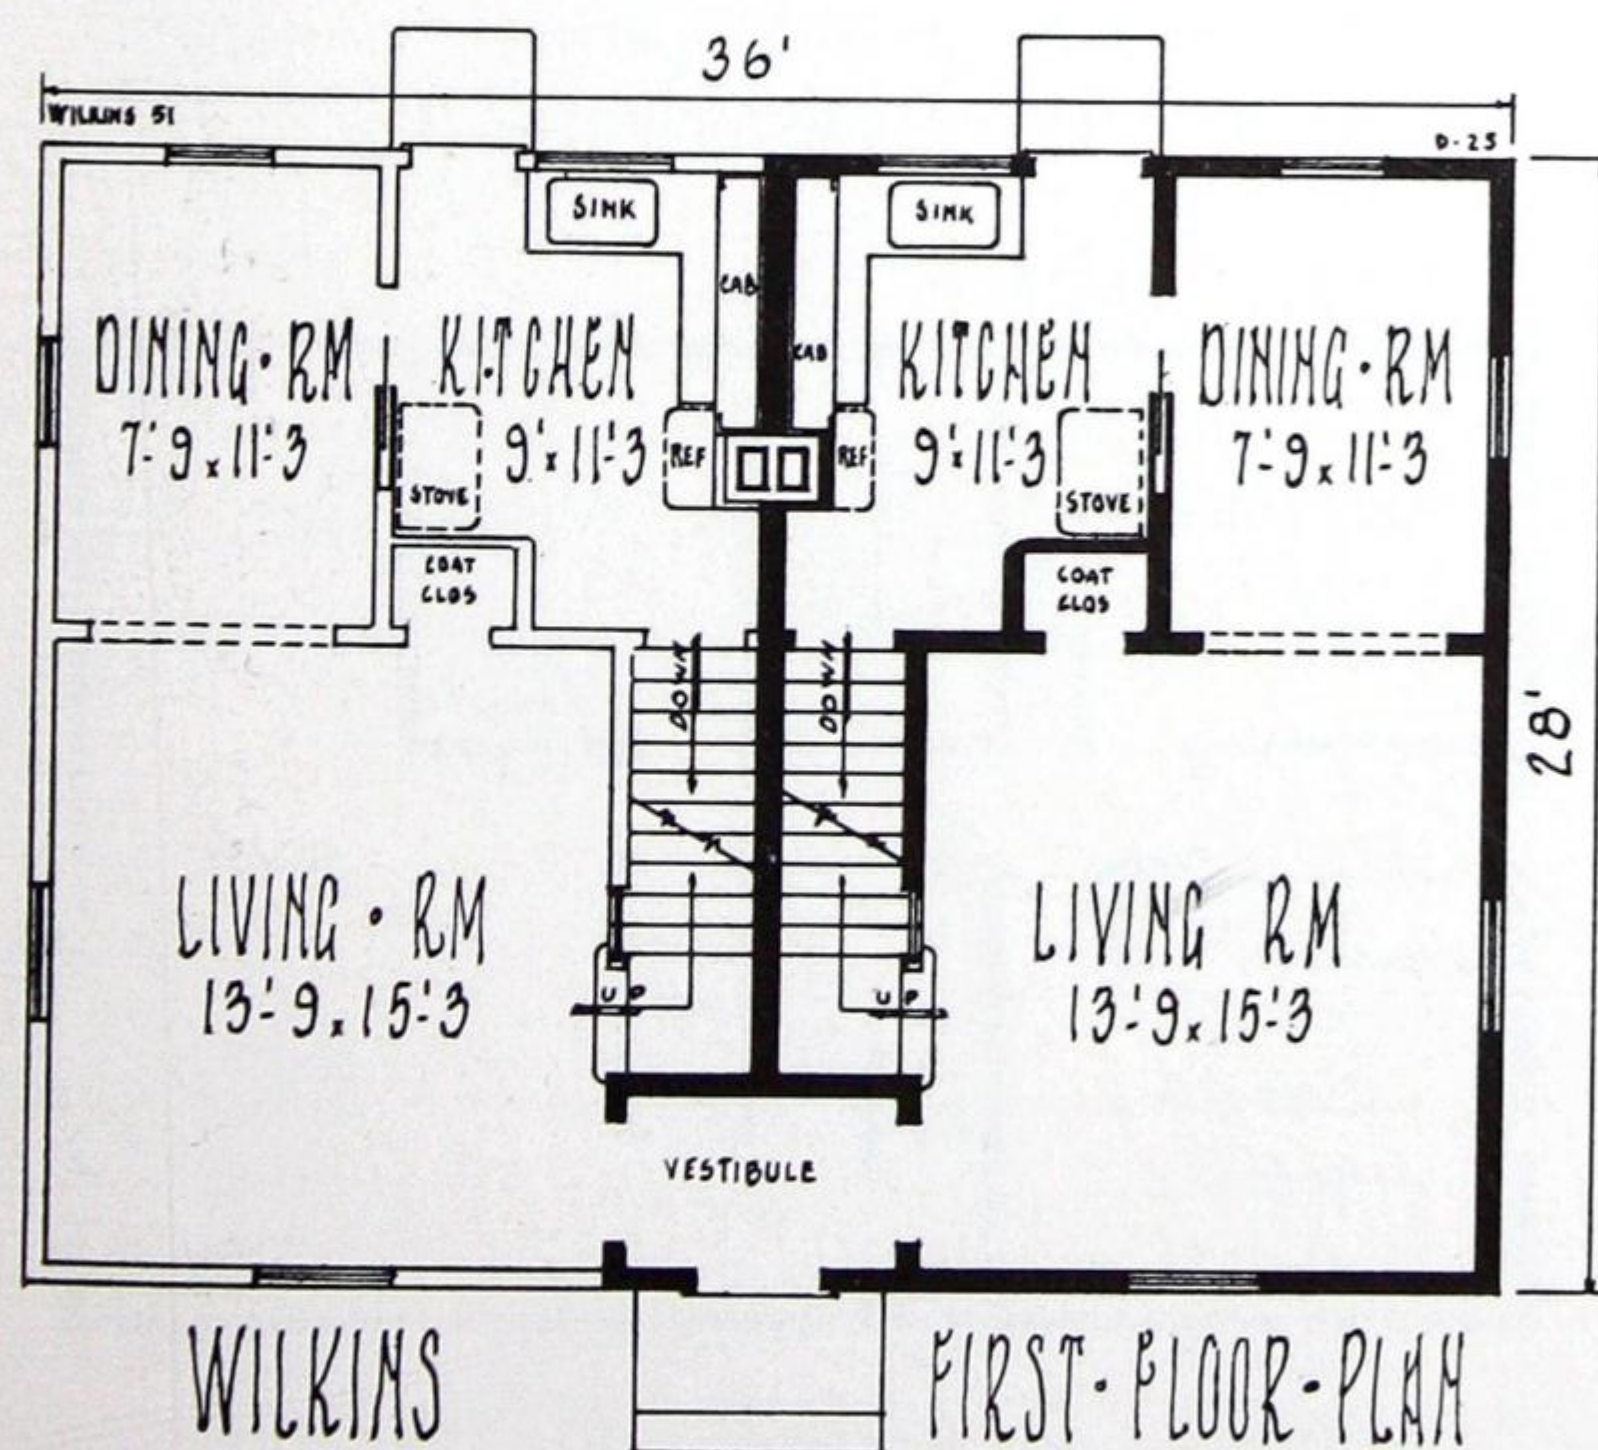 36'
WILKINS 51
D-25
SINK
SINK
CAB
CAB
DINING·RM
7'-9 x 11'-3
KITCHEN
9' x 11'-3
KITCHEN
9' x 11'-3
DINING·RM
7'-9 x 11'-3
STOVE
REF
REF
STOVE
COAT
CLOS
COAT
CLOS
DOWN
DOWN
28'
LIVING·RM
13'-9 x 15'-3
LIVING RM
13'-9 x 15'-3
UP
UP
VESTIBULE
WILKINS
FIRST·FLOOR·PLAN